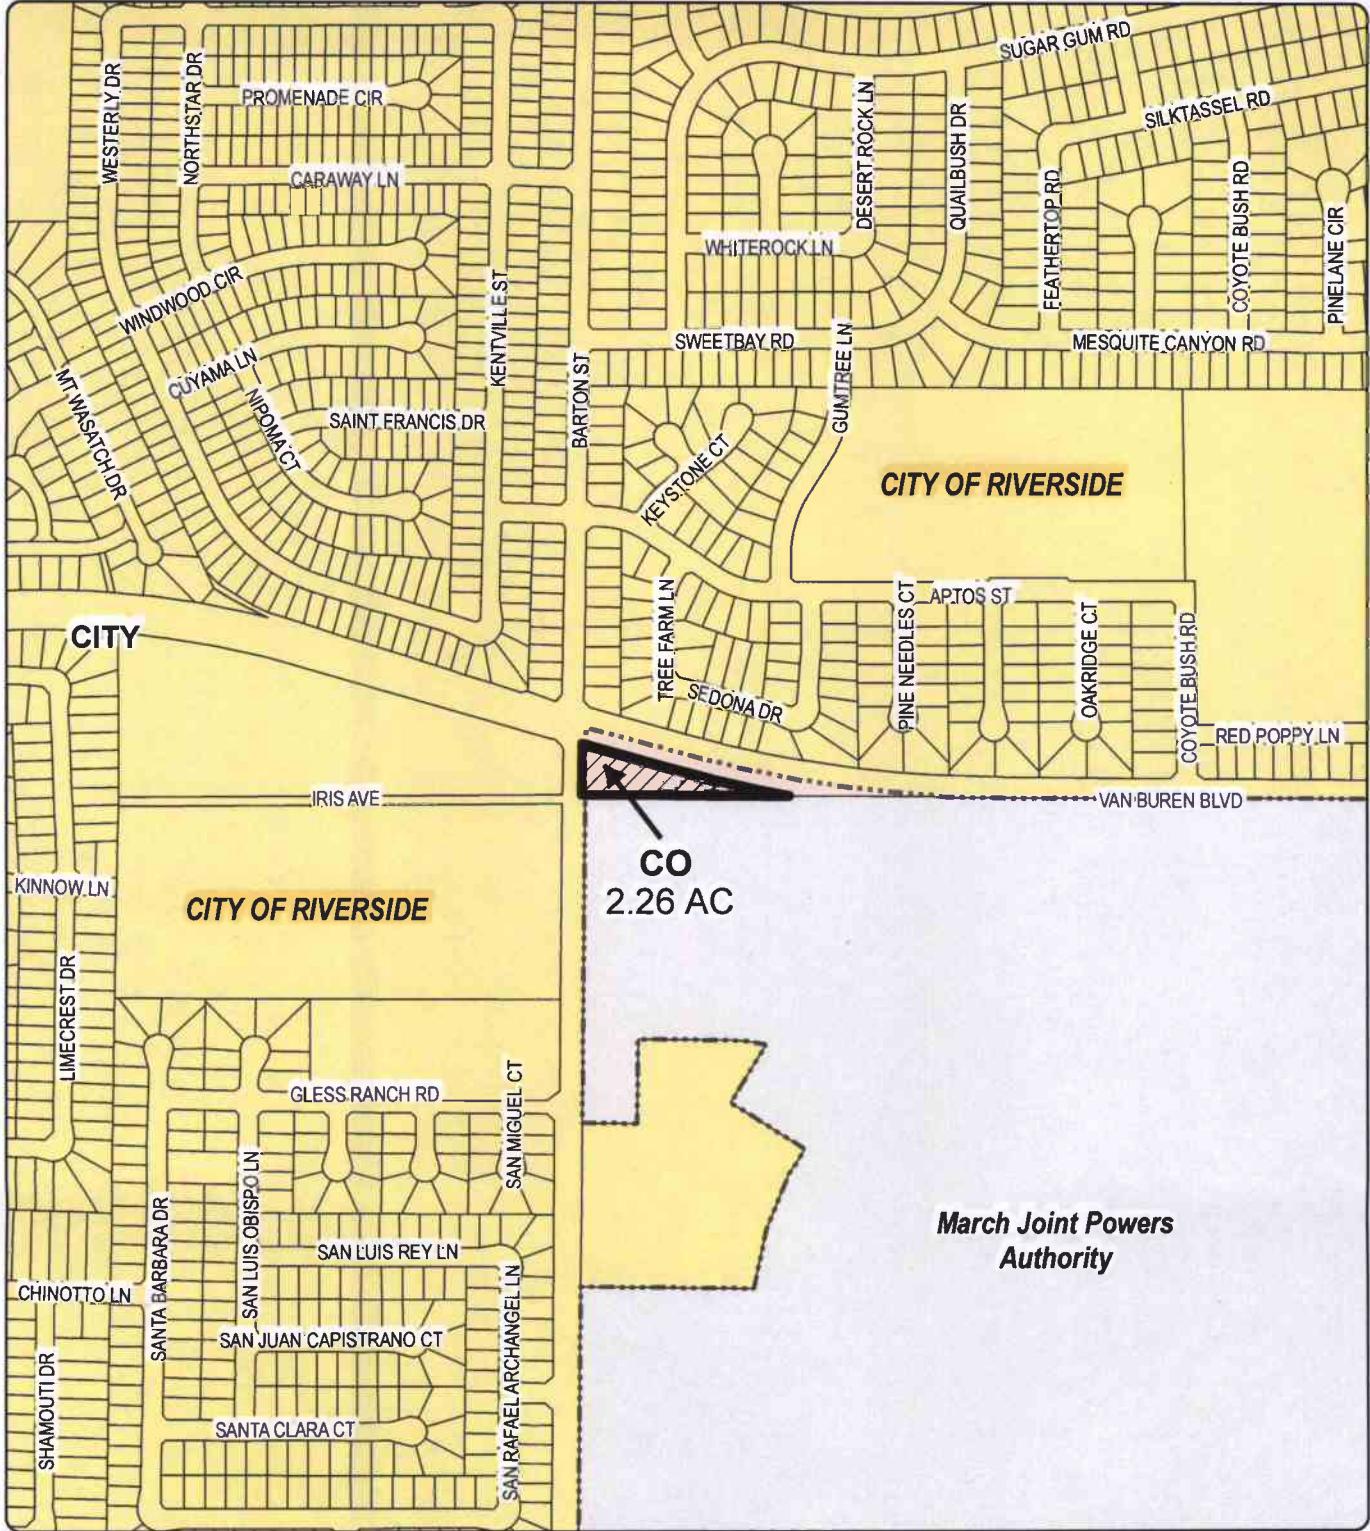 SUGAR GUM RD
WESTERLY DR
NORTHSTAR DR
PROMENADE CIR
DESERT ROCK LN
QUAILBUSH DR
SILKTASSEL RD
CARAWAY LN
FEATHERTOP RD
COYOTE BUSH RD
PINELANE CIR
WHITEROCK LN
WINDWOOD CIR
KENTVILLE ST
SWEETBAY RD
GUMTREE LN
MESQUITE CANYON RD
CUYAMA LN
BARTON ST
MT WASATCH DR
NIPOMA CT
SAINT FRANCIS DR
KEYSTONE CT
CITY OF RIVERSIDE
TREE FARM LN
PINE NEEDLES CT
APTOS ST
OAKRIDGE CT
COYOTE BUSH RD
CITY
SEDONA DR
RED POPPY LN
IRIS AVE
VAN BUREN BLVD
CO
2.26 AC
KINNOW LN
CITY OF RIVERSIDE
LIMECREST DR
GLESS RANCH RD
SAN MIGUEL CT
SANTA BARBARA DR
SAN LUIS OBISPO LN
March Joint Powers
Authority
SAN LUIS REY LN
CHINOTTO LN
SAN RAFAEL ARCHANGEL LN
SAN JUAN CAPISTRANO CT
SHAMOUTI DR
SANTA CLARA CT